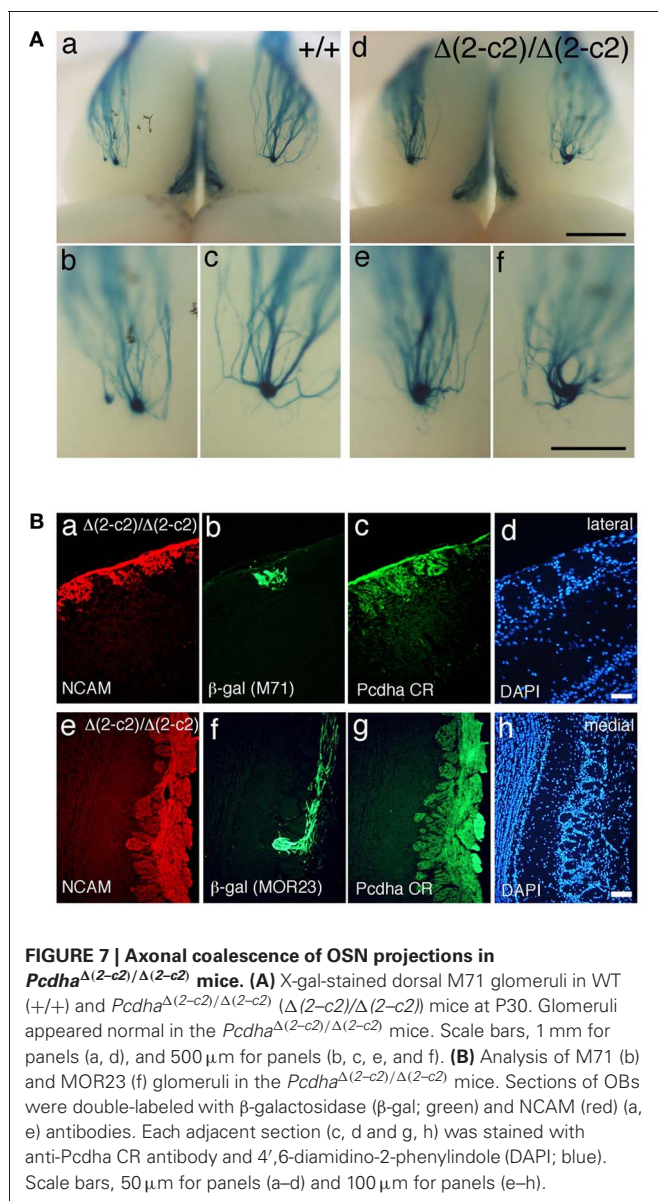 A
a
+/+
d
Δ(2-c2)/Δ(2-c2)
b
c
e
f
B
a
Δ(2-c2)/Δ(2-c2)
b
c
d
lateral
NCAM
β-gal (M71)
Pcdha CR
DAPI
e
Δ(2-c2)/Δ(2-c2)
f
g
h
medial
NCAM
β-gal (MOR23)
Pcdha CR
DAPI
FIGURE 7 | Axonal coalescence of OSN projections in
Pcdha^Δ(2–c2)/Δ(2–c2) mice. (A) X-gal-stained dorsal M71 glomeruli in WT
(+/+) and Pcdha^Δ(2–c2)/Δ(2–c2) (Δ(2–c2)/Δ(2–c2)) mice at P30. Glomeruli
appeared normal in the Pcdha^Δ(2–c2)/Δ(2–c2) mice. Scale bars, 1 mm for
panels (a, d), and 500 μm for panels (b, c, e, and f). (B) Analysis of M71 (b)
and MOR23 (f) glomeruli in the Pcdha^Δ(2–c2)/Δ(2–c2) mice. Sections of OBs
were double-labeled with β-galactosidase (β-gal; green) and NCAM (red) (a,
e) antibodies. Each adjacent section (c, d and g, h) was stained with
anti-Pcdha CR antibody and 4′,6-diamidino-2-phenylindole (DAPI; blue).
Scale bars, 50 μm for panels (a–d) and 100 μm for panels (e–h).